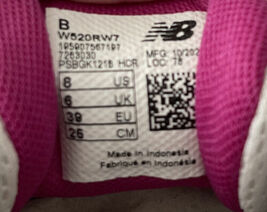 B
W520RW7
195907567197
7263030
PSBGK1216 HCR
MFG: 10/202
LOC: 78
8 US
6 UK
39 EU
25 CM
Made in Indonesia
Fabriqué en Indonésie